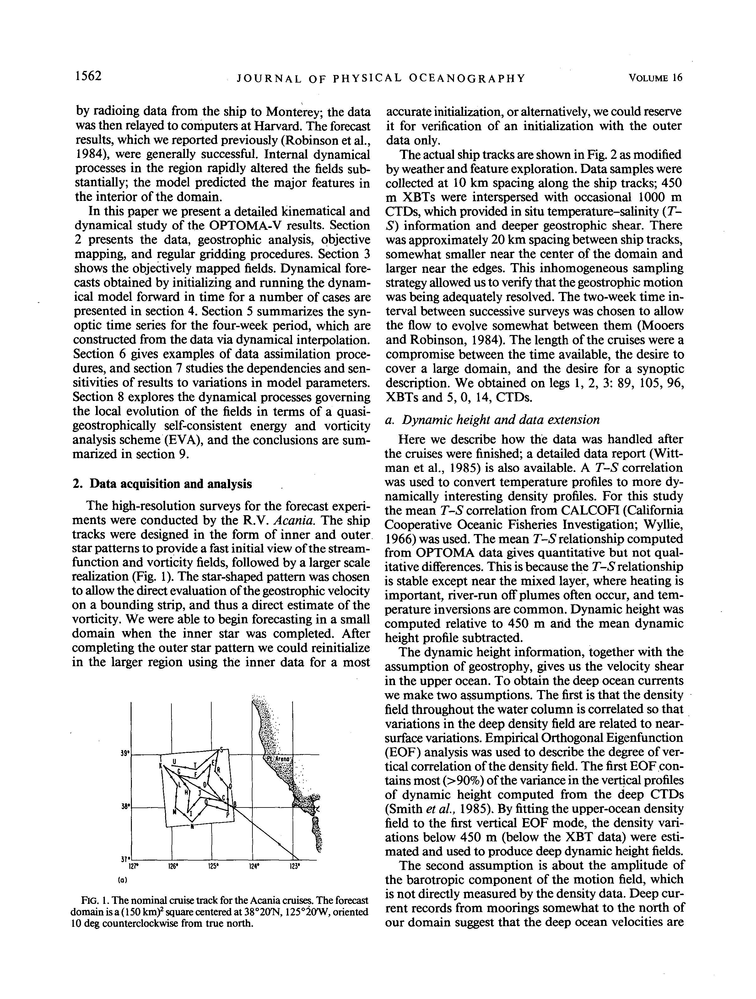 1562
JOURNAL OF PHYSICAL OCEANOGRAPHY
VOLUME 16
by radioing data from the ship to Monterey; the data
was then relayed to computers at Harvard. The forecast
results, which we reported previously (Robinson et al.,
1984), were generally successful. Internal dynamical
processes in the region rapidly altered the fields sub-
stantially; the model predicted the major features in
the interior of the domain.
In this paper we present a detailed kinematical and
dynamical study of the OPTOMA-V results. Section
2 presents the data, geostrophic analysis, objective
mapping, and regular gridding procedures. Section 3
shows the objectively mapped fields. Dynamical fore-
casts obtained by initializing and running the dynam-
ical model forward in time for a number of cases are
presented in section 4. Section 5 summarizes the syn-
optic time series for the four-week period, which are
constructed from the data via dynamical interpolation.
Section 6 gives examples of data assimilation proce-
dures, and section 7 studies the dependencies and sen-
sitivities of results to variations in model parameters.
Section 8 explores the dynamical processes governing
the local evolution of the fields in terms of a quasi-
geostrophically self-consistent energy and vorticity
analysis scheme (EVA), and the conclusions are sum-
marized in section 9.
2. Data acquisition and analysis
The high-resolution surveys for the forecast experi-
ments were conducted by the R.V. Acania. The ship
tracks were designed in the form of inner and outer
star patterns to provide a fast initial view of the stream-
function and vorticity fields, followed by a larger scale
realization (Fig. 1). The star-shaped pattern was chosen
to allow the direct evaluation of the geostrophic velocity
on a bounding strip, and thus a direct estimate of the
vorticity. We were able to begin forecasting in a small
domain when the inner star was completed. After
completing the outer star pattern we could reinitialize
in the larger region using the inner data for a most
39°
38°
37°
127°
126°
125°
124°
123°
Pt. Arena
S
U
T
K
G
F
E
R
L
H
D
J
C
B
M
I
P
N
(a)
FIG. 1. The nominal cruise track for the Acania cruises. The forecast
domain is a (150 km)² square centered at 38°20'N, 125°20'W, oriented
10 deg counterclockwise from true north.
accurate initialization, or alternatively, we could reserve
it for verification of an initialization with the outer
data only.
The actual ship tracks are shown in Fig. 2 as modified
by weather and feature exploration. Data samples were
collected at 10 km spacing along the ship tracks; 450
m XBTs were interspersed with occasional 1000 m
CTDs, which provided in situ temperature–salinity (T–
S) information and deeper geostrophic shear. There
was approximately 20 km spacing between ship tracks,
somewhat smaller near the center of the domain and
larger near the edges. This inhomogeneous sampling
strategy allowed us to verify that the geostrophic motion
was being adequately resolved. The two-week time in-
terval between successive surveys was chosen to allow
the flow to evolve somewhat between them (Mooers
and Robinson, 1984). The length of the cruises were a
compromise between the time available, the desire to
cover a large domain, and the desire for a synoptic
description. We obtained on legs 1, 2, 3: 89, 105, 96,
XBTs and 5, 0, 14, CTDs.
a. Dynamic height and data extension
Here we describe how the data was handled after
the cruises were finished; a detailed data report (Witt-
man et al., 1985) is also available. A T–S correlation
was used to convert temperature profiles to more dy-
namically interesting density profiles. For this study
the mean T–S correlation from CALCOFI (California
Cooperative Oceanic Fisheries Investigation; Wyllie,
1966) was used. The mean T–S relationship computed
from OPTOMA data gives quantitative but not qual-
itative differences. This is because the T–S relationship
is stable except near the mixed layer, where heating is
important, river-run off plumes often occur, and tem-
perature inversions are common. Dynamic height was
computed relative to 450 m and the mean dynamic
height profile subtracted.
The dynamic height information, together with the
assumption of geostrophy, gives us the velocity shear
in the upper ocean. To obtain the deep ocean currents
we make two assumptions. The first is that the density
field throughout the water column is correlated so that
variations in the deep density field are related to near-
surface variations. Empirical Orthogonal Eigenfunction
(EOF) analysis was used to describe the degree of ver-
tical correlation of the density field. The first EOF con-
tains most (>90%) of the variance in the vertical profiles
of dynamic height computed from the deep CTDs
(Smith et al., 1985). By fitting the upper-ocean density
field to the first vertical EOF mode, the density vari-
ations below 450 m (below the XBT data) were esti-
mated and used to produce deep dynamic height fields.
The second assumption is about the amplitude of
the barotropic component of the motion field, which
is not directly measured by the density data. Deep cur-
rent records from moorings somewhat to the north of
our domain suggest that the deep ocean velocities are